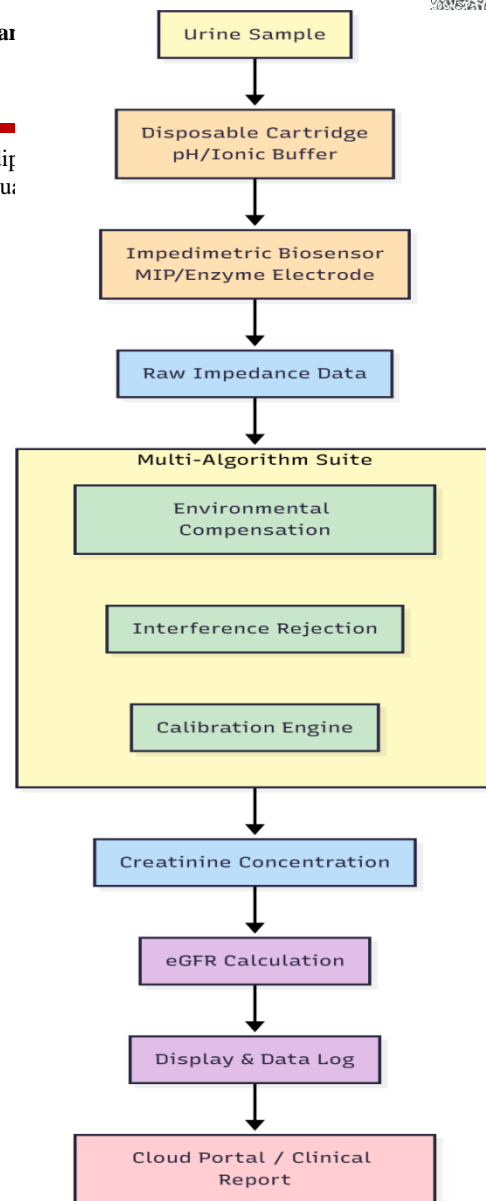 Urine Sample
Disposable Cartridge
pH/Ionic Buffer
Impedimetric Biosensor
MIP/Enzyme Electrode
Raw Impedance Data
Multi-Algorithm Suite
Environmental
Compensation
Interference Rejection
Calibration Engine
Creatinine Concentration
eGFR Calculation
Display & Data Log
Cloud Portal / Clinical
Report